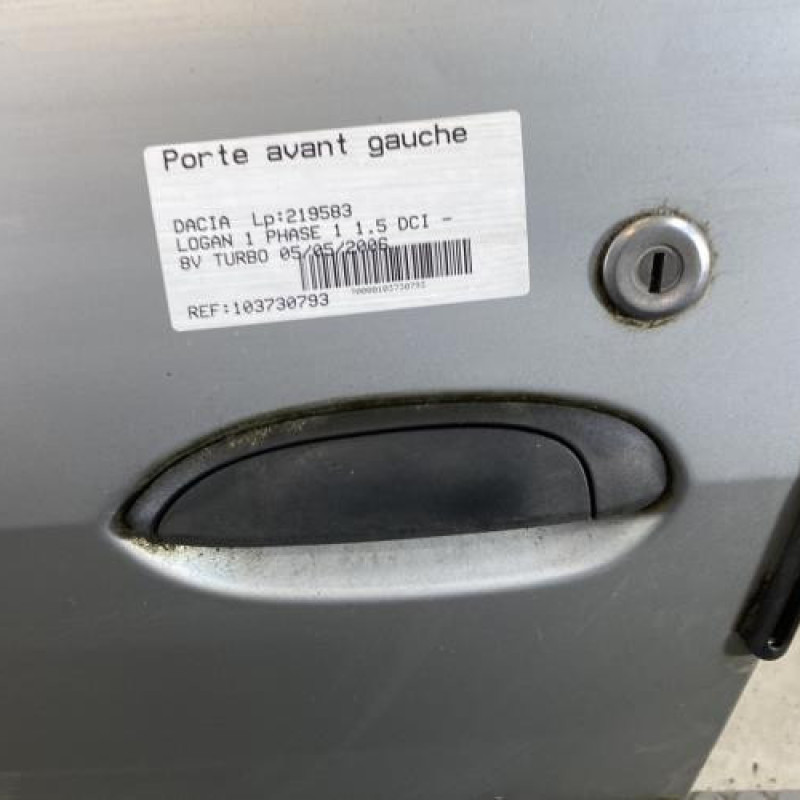 Porte avant gauche
DACIA Lp:219583
LOGAN 1 PHASE 1 1.5 DCI -
8V TURBO 05/05/2006
REF:103730793